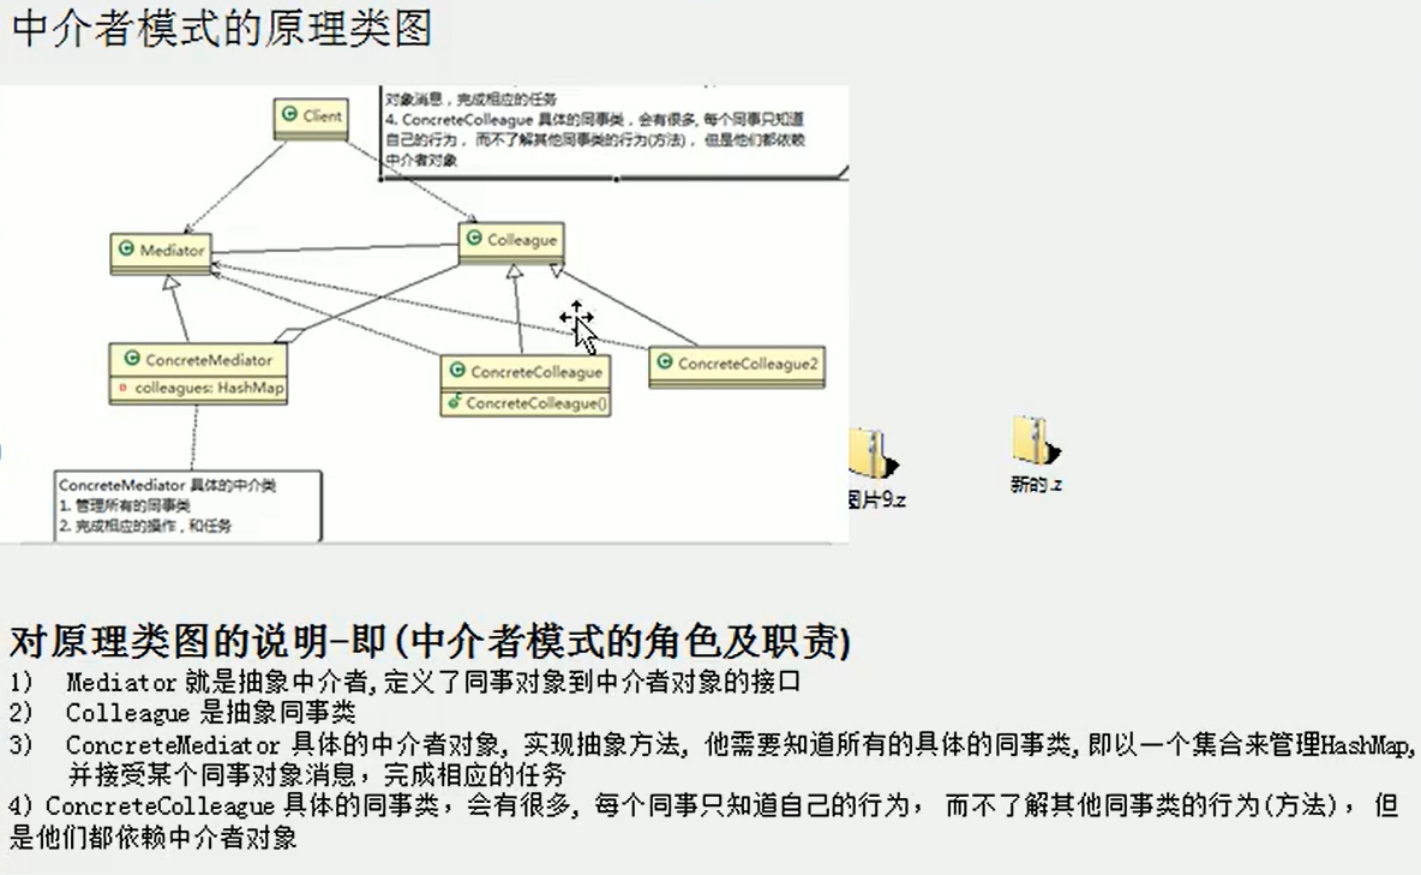 中介者模式的原理类图
对象消息，完成相应的任务
4. ConcreteColleague 具体的同事类，会有很多, 每个同事只知道
自己的行为， 而不了解其他同事类的行为(方法)， 但是他们都依赖
中介者对象
Client
Mediator
Colleague
ConcreteMediator
colleagues: HashMap
ConcreteColleague
ConcreteColleague()
ConcreteColleague2
ConcreteMediator 具体的中介类
1. 管理所有的同事类
2. 完成相应的操作，和任务
图片9.z
新的.z
对原理类图的说明-即(中介者模式的角色及职责)
1) Mediator 就是抽象中介者,定义了同事对象到中介者对象的接口
2) Colleague 是抽象同事类
3) ConcreteMediator 具体的中介者对象, 实现抽象方法, 他需要知道所有的具体的同事类,即以一个集合来管理HashMap,
并接受某个同事对象消息，完成相应的任务
4) ConcreteColleague 具体的同事类，会有很多, 每个同事只知道自己的行为， 而不了解其他同事类的行为(方法)， 但
是他们都依赖中介者对象